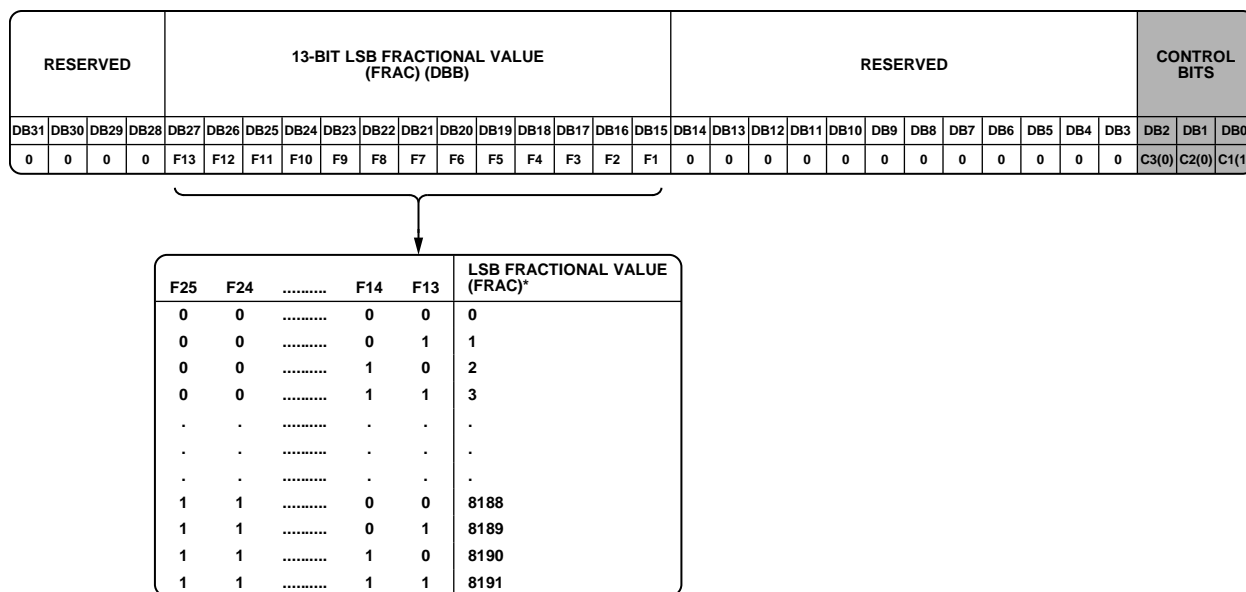 RESERVED
13-BIT LSB FRACTIONAL VALUE
(FRAC) (DBB)
RESERVED
CONTROL
BITS
DB31 DB30 DB29 DB28 DB27 DB26 DB25 DB24 DB23 DB22 DB21 DB20 DB19 DB18 DB17 DB16 DB15 DB14 DB13 DB12 DB11 DB10 DB9 DB8 DB7 DB6 DB5 DB4 DB3 DB2 DB1 DB0
0 0 0 0 F13 F12 F11 F10 F9 F8 F7 F6 F5 F4 F3 F2 F1 0 0 0 0 0 0 0 0 0 0 0 0 C3(0) C2(0) C1(1
LSB FRACTIONAL VALUE
F25 F24 .......... F14 F13 (FRAC)*
0 0 .......... 0 0 0
0 0 .......... 0 1 1
0 0 .......... 1 0 2
0 0 .......... 1 1 3
. . .......... . . .
. . .......... . . .
. . .......... . . .
1 1 .......... 0 0 8188
1 1 .......... 0 1 8189
1 1 .......... 1 0 8190
1 1 .......... 1 1 8191